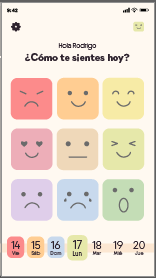 9:42
Hola Rodrigo
¿Cómo te sientes hoy?
14 15 16 17 18 19 20
Vie Sáb Dom Lun Mar Mié Jue